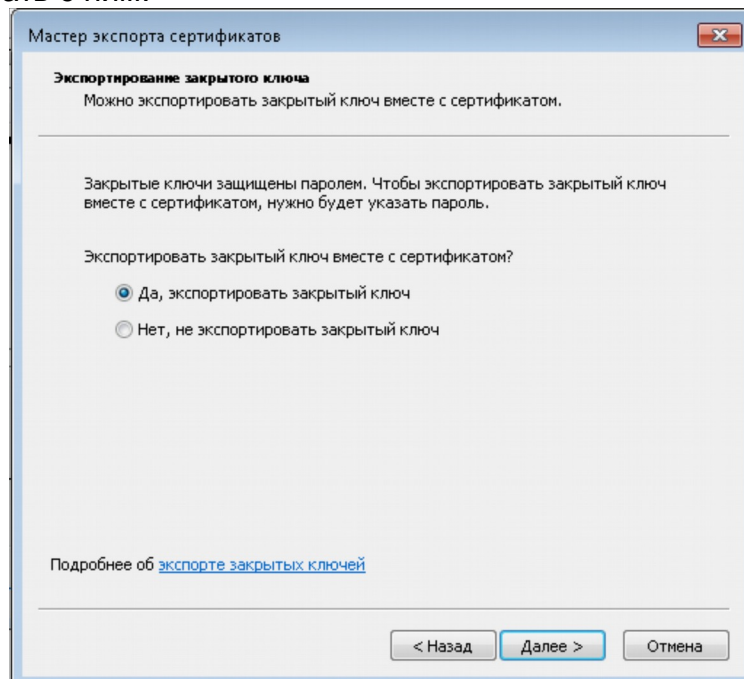 Мастер экспорта сертификатов
Экспортирование закрытого ключа
Можно экспортировать закрытый ключ вместе с сертификатом.
Закрытые ключи защищены паролем. Чтобы экспортировать закрытый ключ
вместе с сертификатом, нужно будет указать пароль.
Экспортировать закрытый ключ вместе с сертификатом?
Да, экспортировать закрытый ключ
Нет, не экспортировать закрытый ключ
Подробнее об экспорте закрытых ключей
< Назад Далее > Отмена